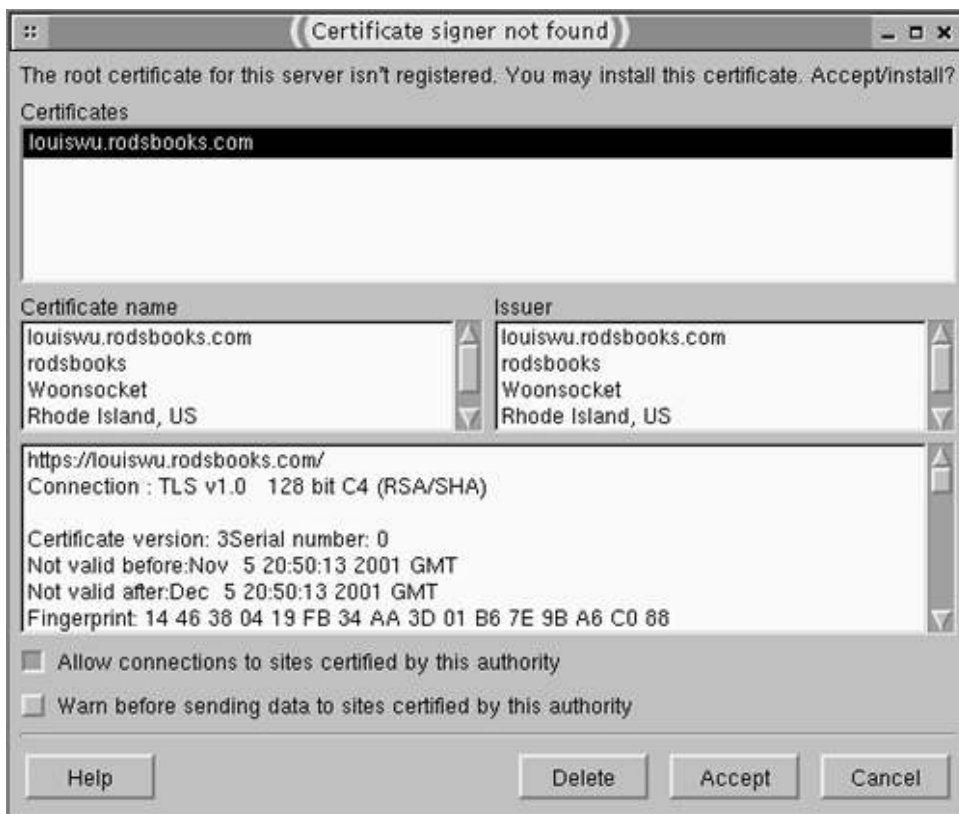 Certificate signer not found
The root certificate for this server isn't registered. You may install this certificate. Accept/install?
Certificates
louiswu.rodsbooks.com
Certificate name
louiswu.rodsbooks.com
rodsbooks
Woonsocket
Rhode Island, US
Issuer
louiswu.rodsbooks.com
rodsbooks
Woonsocket
Rhode Island, US
https://louiswu.rodsbooks.com/
Connection : TLS v1.0 128 bit C4 (RSA/SHA)
Certificate version: 3Serial number: 0
Not valid before:Nov 5 20:50:13 2001 GMT
Not valid after:Dec 5 20:50:13 2001 GMT
Fingerprint: 14 46 38 04 19 FB 34 AA 3D 01 B6 7E 9B A6 C0 88
Allow connections to sites certified by this authority
Warn before sending data to sites certified by this authority
Help
Delete
Accept
Cancel